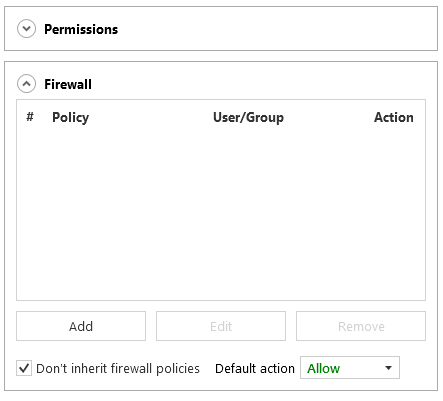 Permissions
Firewall
# Policy User/Group Action
Add Edit Remove
Don't inherit firewall policies Default action Allow